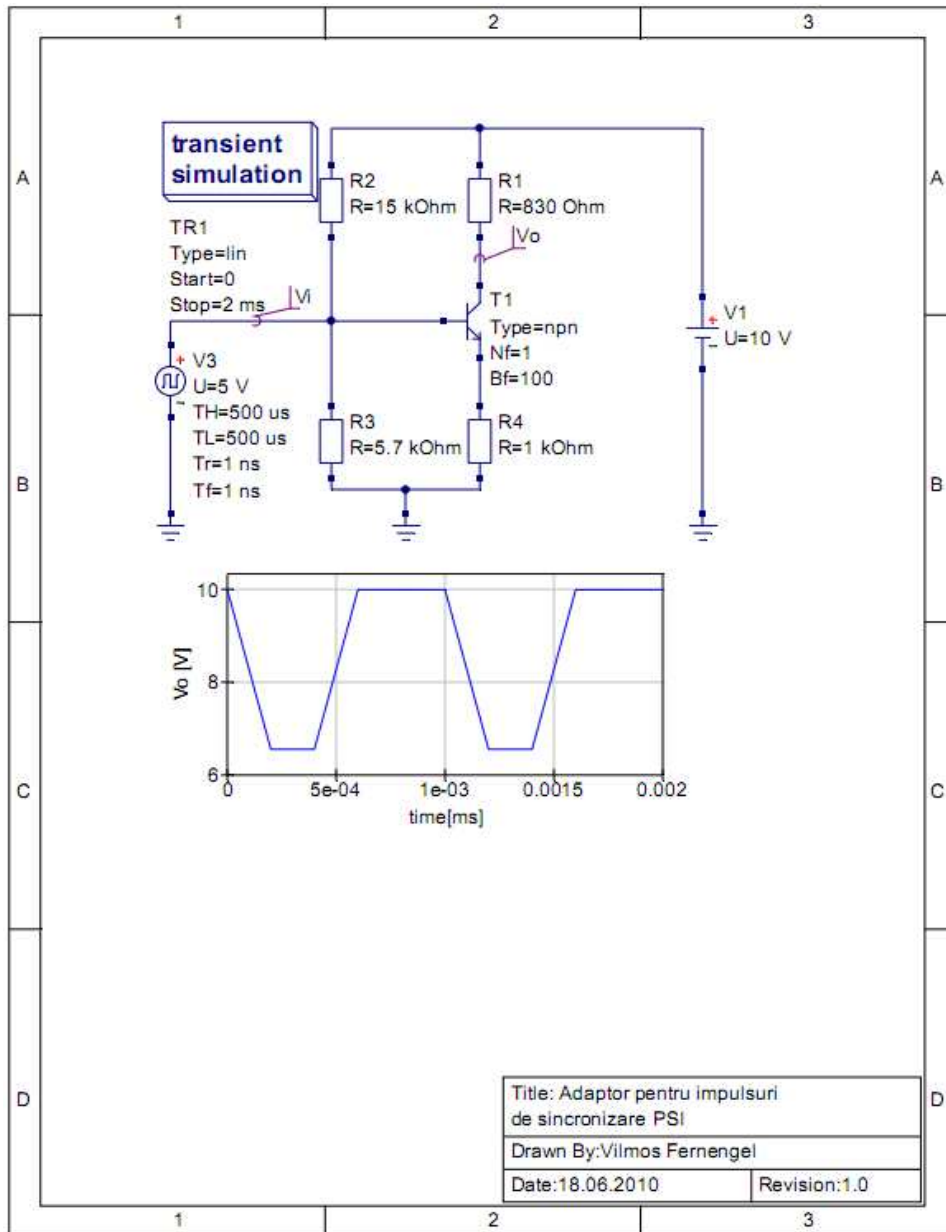 1 2 3
A A
transient
simulation
TR1
Type=lin
Start=0
Stop=2 ms
R2
R=15 kOhm
R1
R=830 Ohm
Vo
Vi
T1
Type=npn
Nf=1
Bf=100
V1
+
-
U=10 V
V3
+
-
U=5 V
TH=500 us
TL=500 us
Tr=1 ns
Tf=1 ns
R3
R=5.7 kOhm
R4
R=1 kOhm
B B
10
8
6
Vo [V]
0 5e-04 1e-03 0.0015 0.002
time[ms]
C C
D D
Title: Adaptor pentru impulsuri
de sincronizare PSI
Drawn By:Vilmos Fernengel
Date:18.06.2010 Revision:1.0
1 2 3